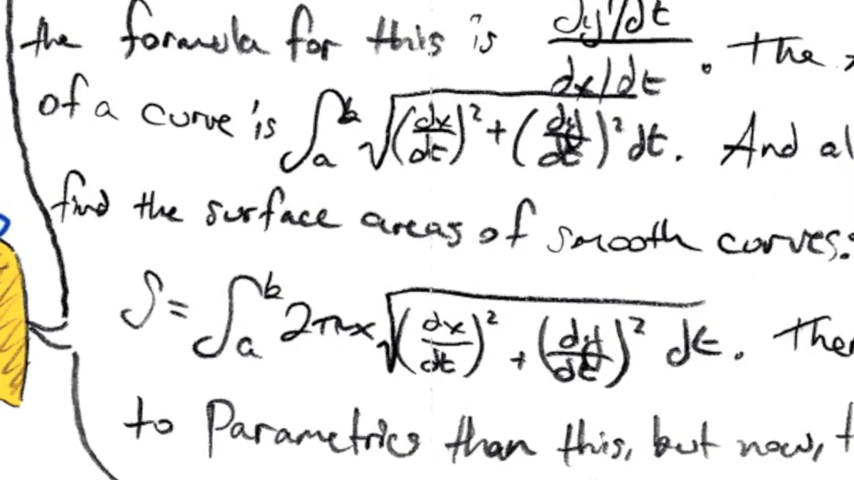 the formula for this is (dy'/dt)/(dx/dt). The
of a curve is ∫_a^b √((dx/dt)² + (dy/dt)²) dt. And al
find the surface areas of smooth curves:
S = ∫_a^b 2πx √((dx/dt)² + (dy/dt)²) dt. Ther
to Parametrics than this, but now, t